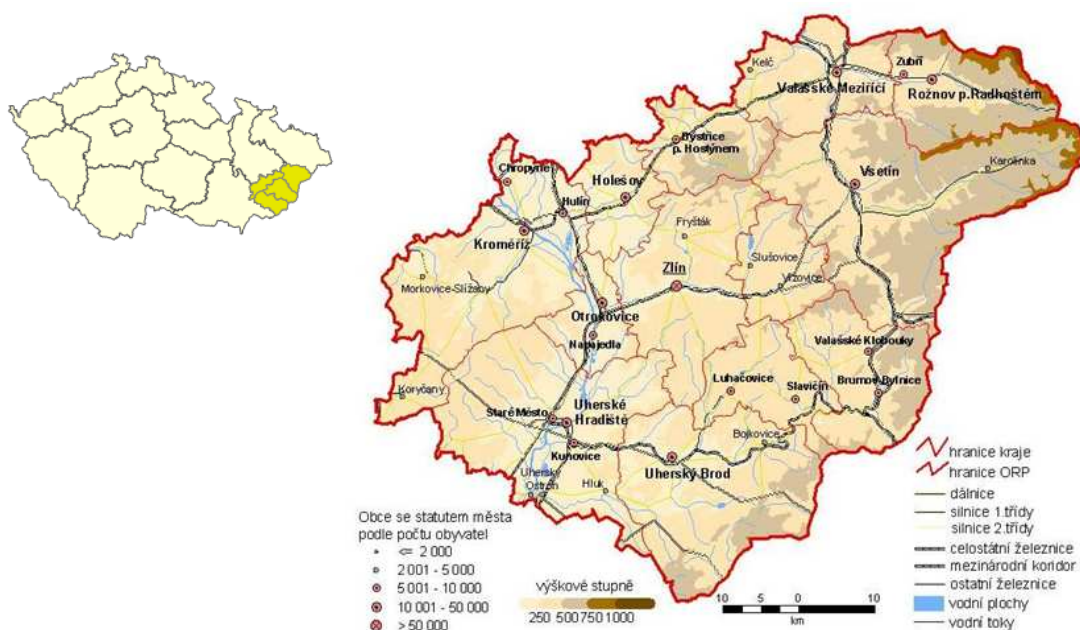 Kelč
Zubří
Valašské Meziříčí
Rožnov p.Radhoštěm
Bystřice
p. Hostýnem
Karolinka
Chropyně
Holešov
Vsetín
Hulín
Fryšták
Kroměříž
Slušovice
Zlín
Vizovice
Morkovice-Slížany
Otrokovice
Napajedla
Valašské Klobouky
Luhačovice
Slavičín
Brumov-Bylnice
Koryčany
Staré Město
Uherské
Hradiště
Bojkovice
Kunovice
Uherský Brod
Uherský
Ostroh
Hluk
hranice kraje
hranice ORP
dálnice
silnice 1.třídy
silnice 2.třídy
celostátní železnice
mezinárodní koridor
ostatní železnice
vodní plochy
vodní toky
Obce se statutem města
podle počtu obyvatel
<= 2 000
2 001 - 5 000
5 001 - 10 000
10 001 - 50 000
> 50 000
výškové stupně
250 500 750 1000
10 5 0 10
km